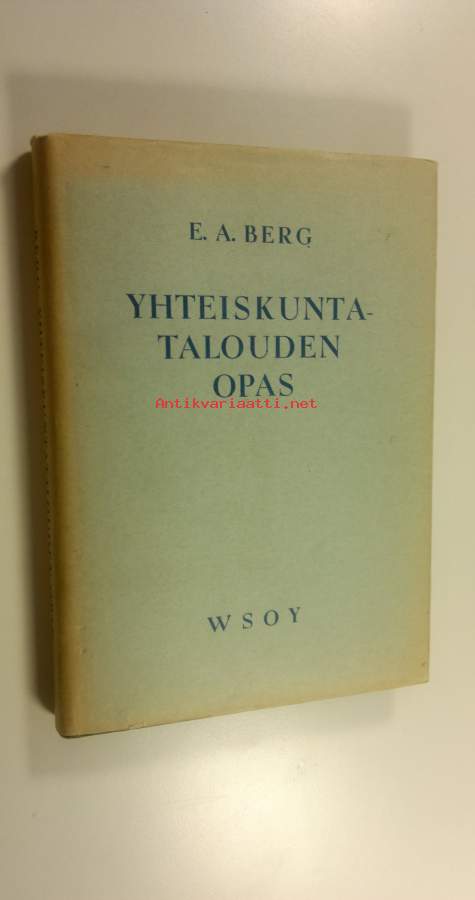 E. A. BERG
YHTEISKUNTA-
TALOUDEN
OPAS
Antikvariaatti.net
WSOY